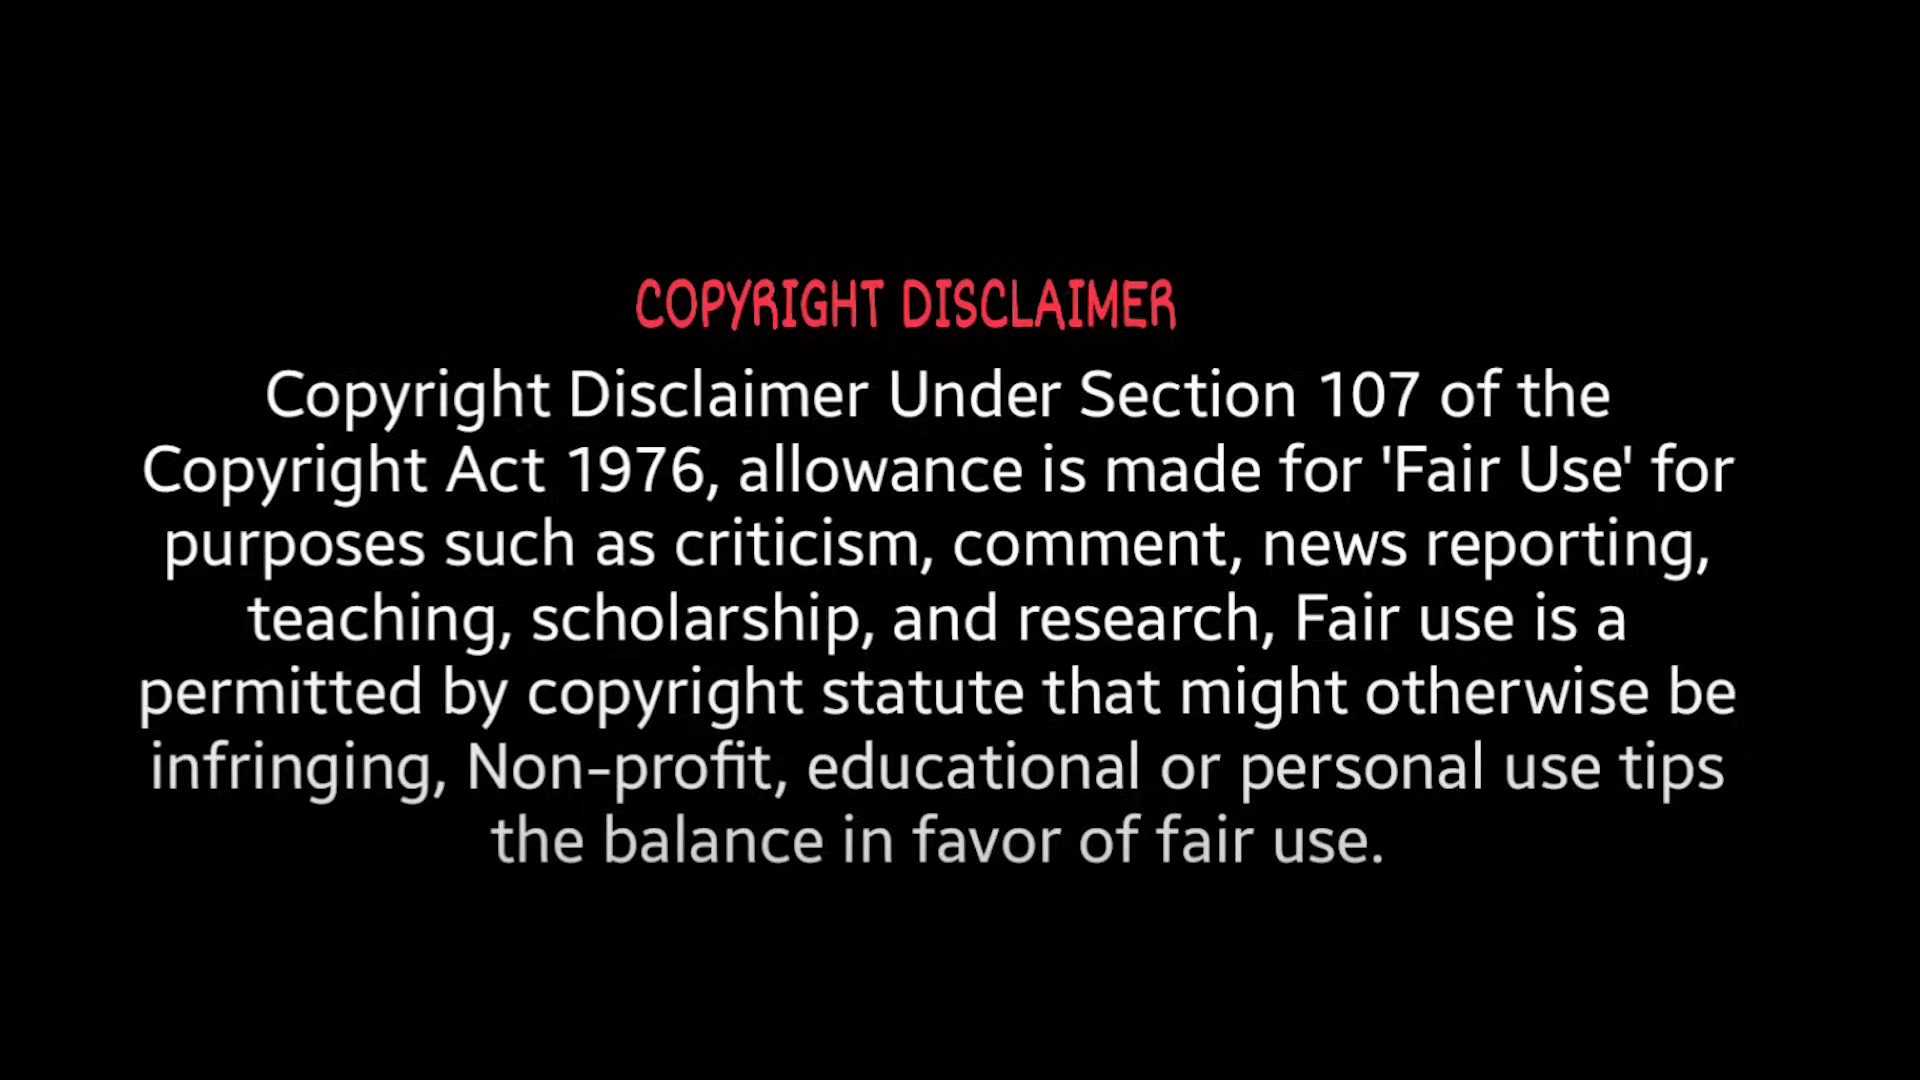 COPYRIGHT DISCLAIMER
Copyright Disclaimer Under Section 107 of the
Copyright Act 1976, allowance is made for 'Fair Use' for
purposes such as criticism, comment, news reporting,
teaching, scholarship, and research, Fair use is a
permitted by copyright statute that might otherwise be
infringing, Non-profit, educational or personal use tips
the balance in favor of fair use.